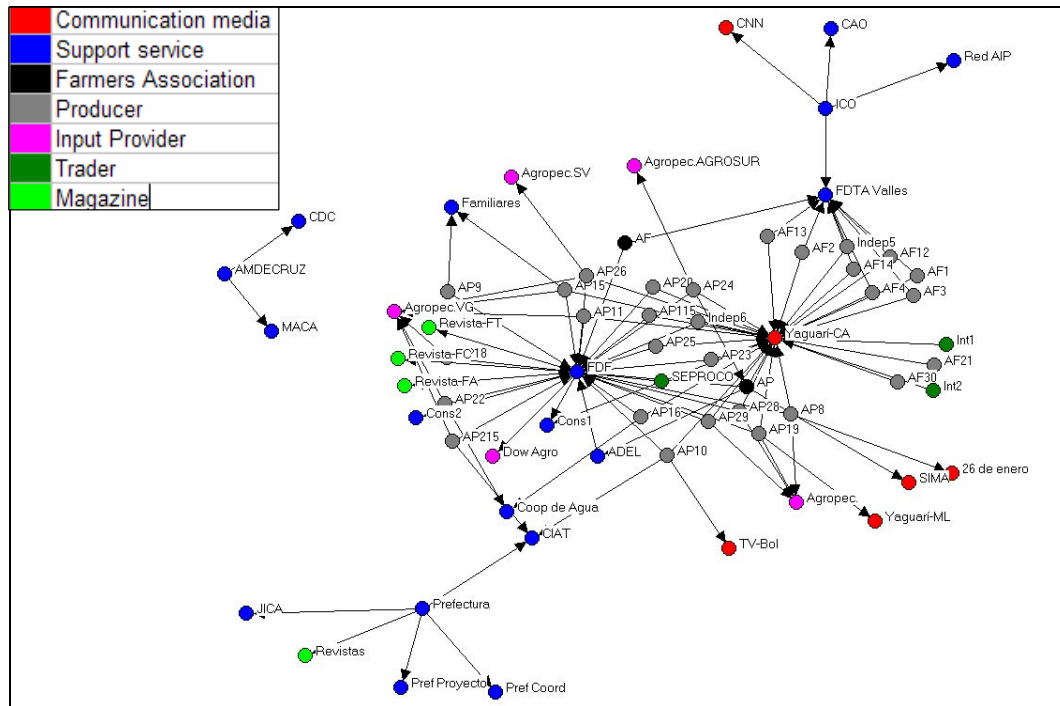 Communication media
Support service
Farmers Association
Producer
Input Provider
Trader
Magazine
CNN
CAO
Red AIP
ICO
Agropec.SV
Agropec.AGROSUR
FDTA Valles
Familiares
CDC
AF
AF13
AF2
Indep5
AF12
AF14
AF1
AMDECRUZ
AP26
AP9
AP15
AP20
AP24
AF4
AF3
Agropec.VG
AP11
AP115
Indep6
MACA
Revista-FT
Yaguarí-CA
Int1
AP25
AP23
Revista-FC
18
AF21
FDF
SEPROCO
AP
AF30
Int2
Revista-FA
AP22
Cons2
Cons1
AP16
AP28
AP29
AP8
AP19
AP215
Dow Agro
ADEL
AP10
26 de enero
SIMA
Agropec.
Coop de Agua
Yaguarí-ML
CIAT
TV-Bol
JICA
Prefectura
Revistas
Pref Proyecto
Pref Coord